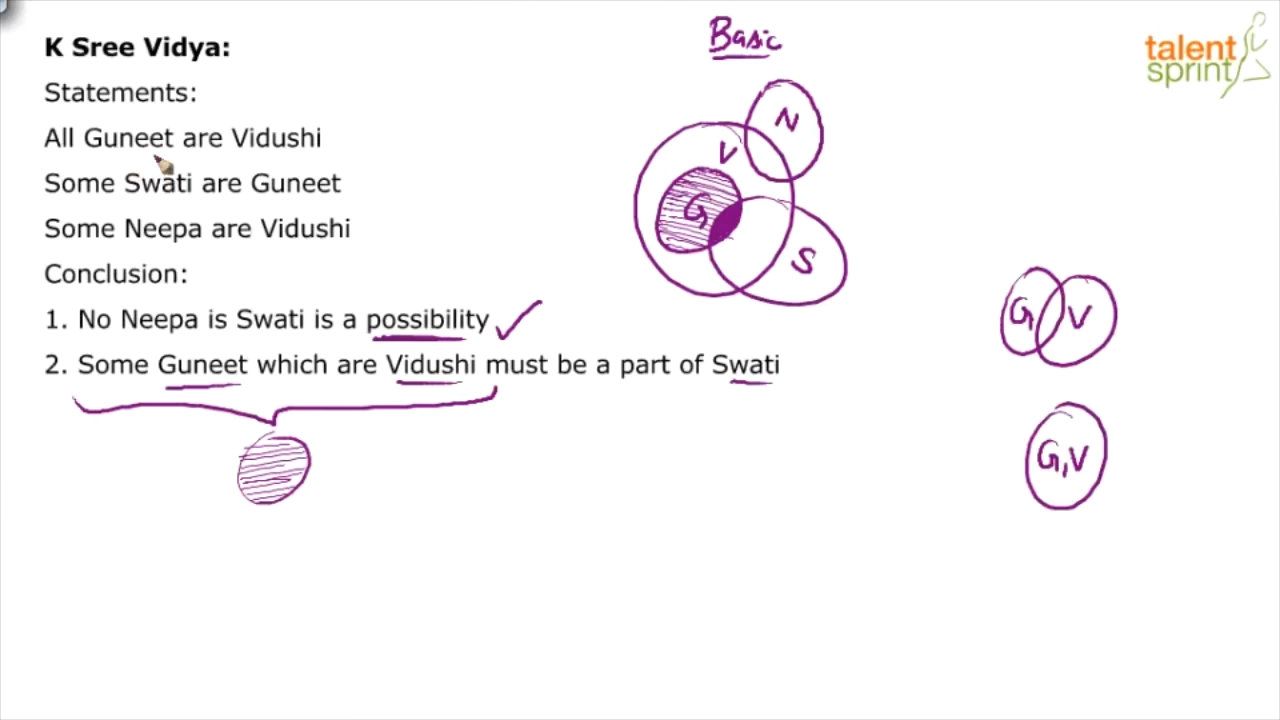 Basic
talent
sprint
K Sree Vidya:
Statements:
All Guneet are Vidushi
Some Swati are Guneet
Some Neepa are Vidushi
Conclusion:
1. No Neepa is Swati is a possibility
2. Some Guneet which are Vidushi must be a part of Swati
N
V
G
S
G V
G,V